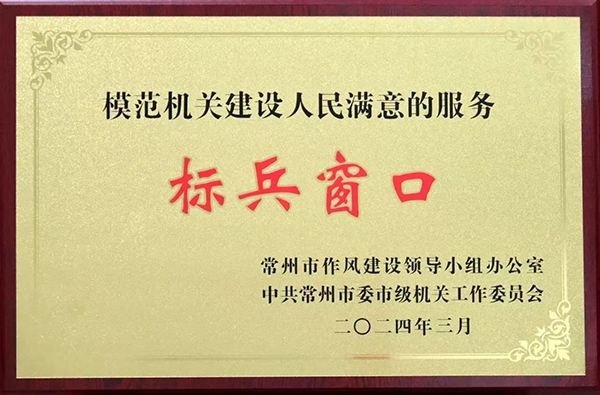 模范机关建设人民满意的服务
标兵窗口
常州市作风建设领导小组办公室
中共常州市委市级机关工作委员会
二〇二四年三月